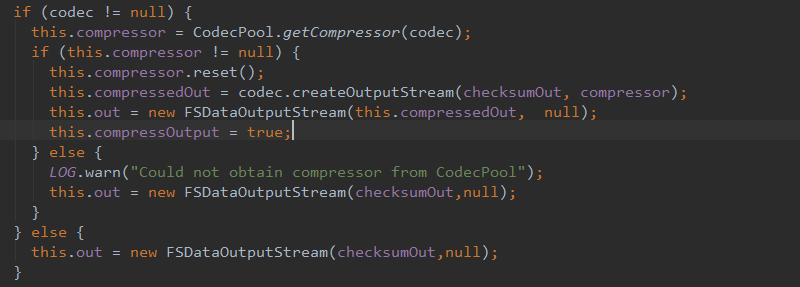 if (codec != null) {
  this.compressor = CodecPool.getCompressor(codec);
  if (this.compressor != null) {
    this.compressor.reset();
    this.compressedOut = codec.createOutputStream(checksumOut, compressor);
    this.out = new FSDataOutputStream(this.compressedOut,  null);
    this.compressOutput = true;
  } else {
    LOG.warn("Could not obtain compressor from CodecPool");
    this.out = new FSDataOutputStream(checksumOut,null);
  }
} else {
  this.out = new FSDataOutputStream(checksumOut,null);
}